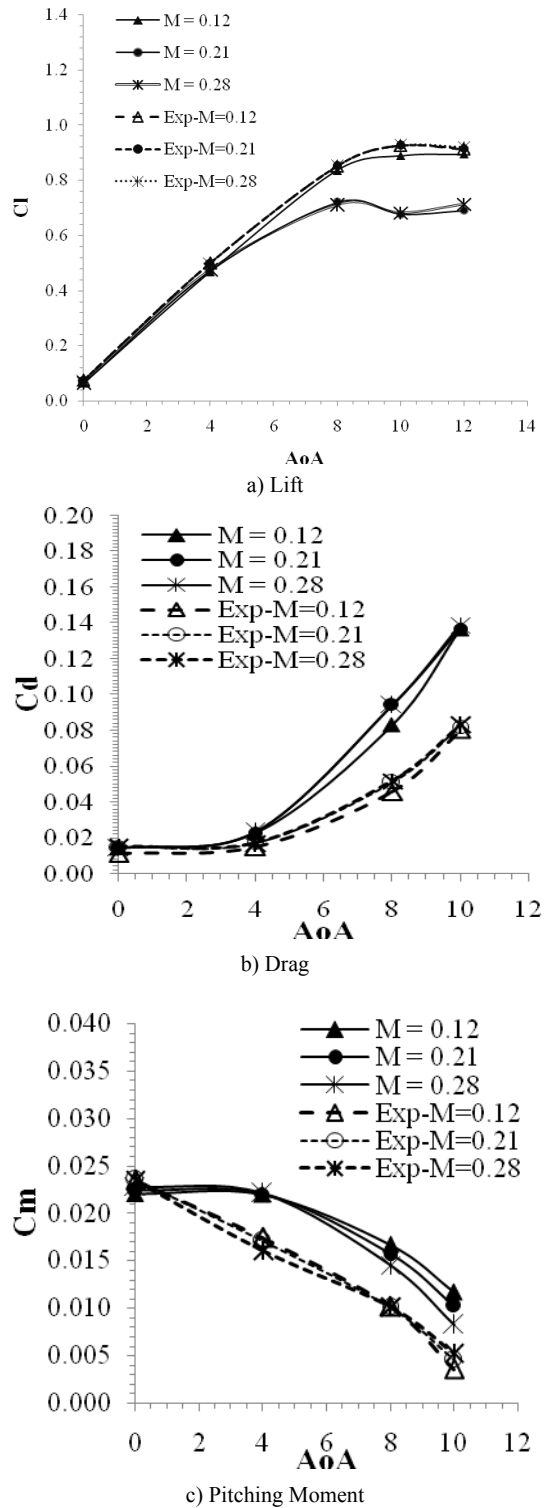 1.4
1.2
1.0
0.8
0.6
0.4
0.2
0.0
Cl
M = 0.12
M = 0.21
M = 0.28
Exp-M=0.12
Exp-M=0.21
Exp-M=0.28
0 2 4 6 8 10 12 14
AoA
a) Lift
0.20
0.18
0.16
0.14
0.12
0.10
0.08
0.06
0.04
0.02
0.00
Cd
M = 0.12
M = 0.21
M = 0.28
Exp-M=0.12
Exp-M=0.21
Exp-M=0.28
0 2 4 6 8 10 12
AoA
b) Drag
0.040
0.035
0.030
0.025
0.020
0.015
0.010
0.005
0.000
Cm
M = 0.12
M = 0.21
M = 0.28
Exp-M=0.12
Exp-M=0.21
Exp-M=0.28
0 2 4 6 8 10 12
AoA
c) Pitching Moment